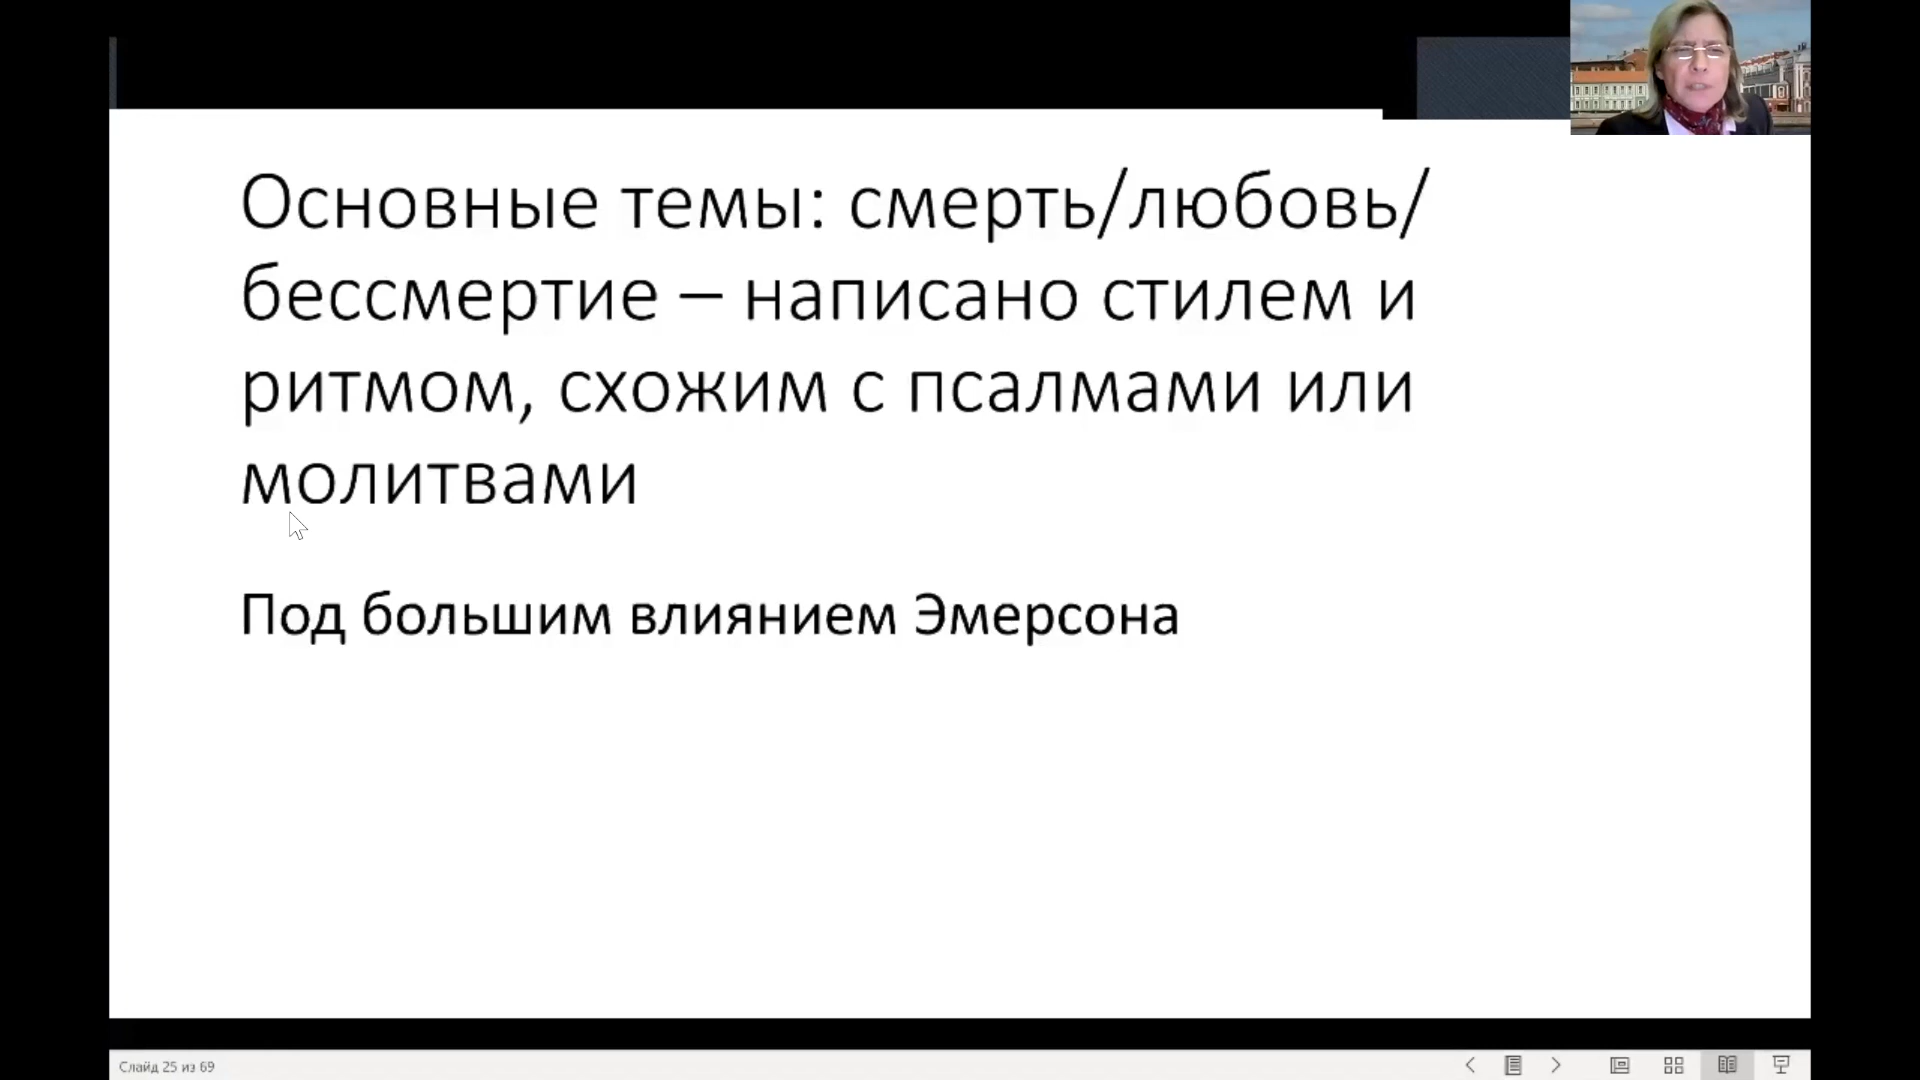 Основные темы: смерть/любовь/
бессмертие – написано стилем и
ритмом, схожим с псалмами или
молитвами
Под большим влиянием Эмерсона
Слайд 25 из 69